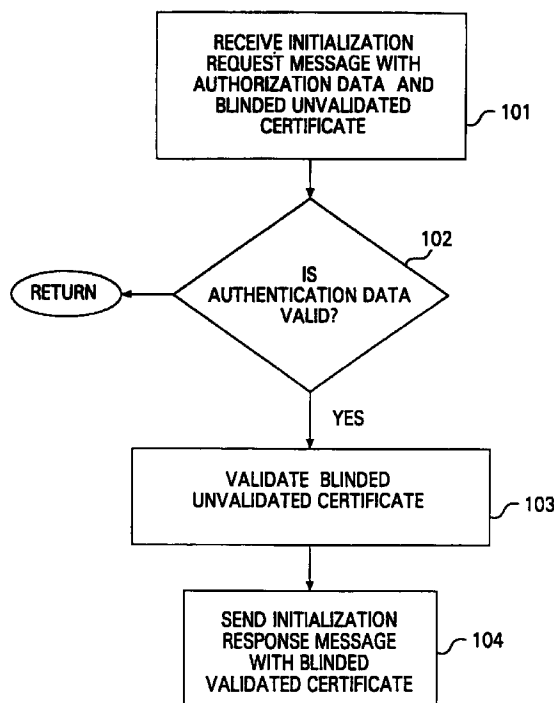 RECEIVE INITIALIZATION
REQUEST MESSAGE WITH
AUTHORIZATION DATA AND
BLINDED UNVALIDATED
CERTIFICATE
101
102
IS
AUTHENTICATION DATA
VALID?
RETURN
YES
VALIDATE BLINDED
UNVALIDATED CERTIFICATE
103
SEND INITIALIZATION
RESPONSE MESSAGE
WITH BLINDED
VALIDATED CERTIFICATE
104